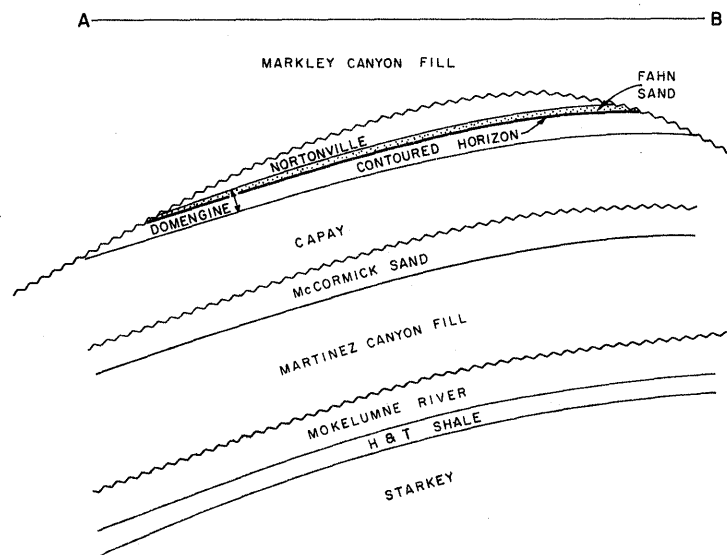 A B
MARKLEY CANYON FILL
FAHN
SAND
NORTONVILLE
CONTOURED HORIZON
DOMENGINE
CAPAY
McCORMICK SAND
MARTINEZ CANYON FILL
MOKELUMNE RIVER
H & T SHALE
STARKEY